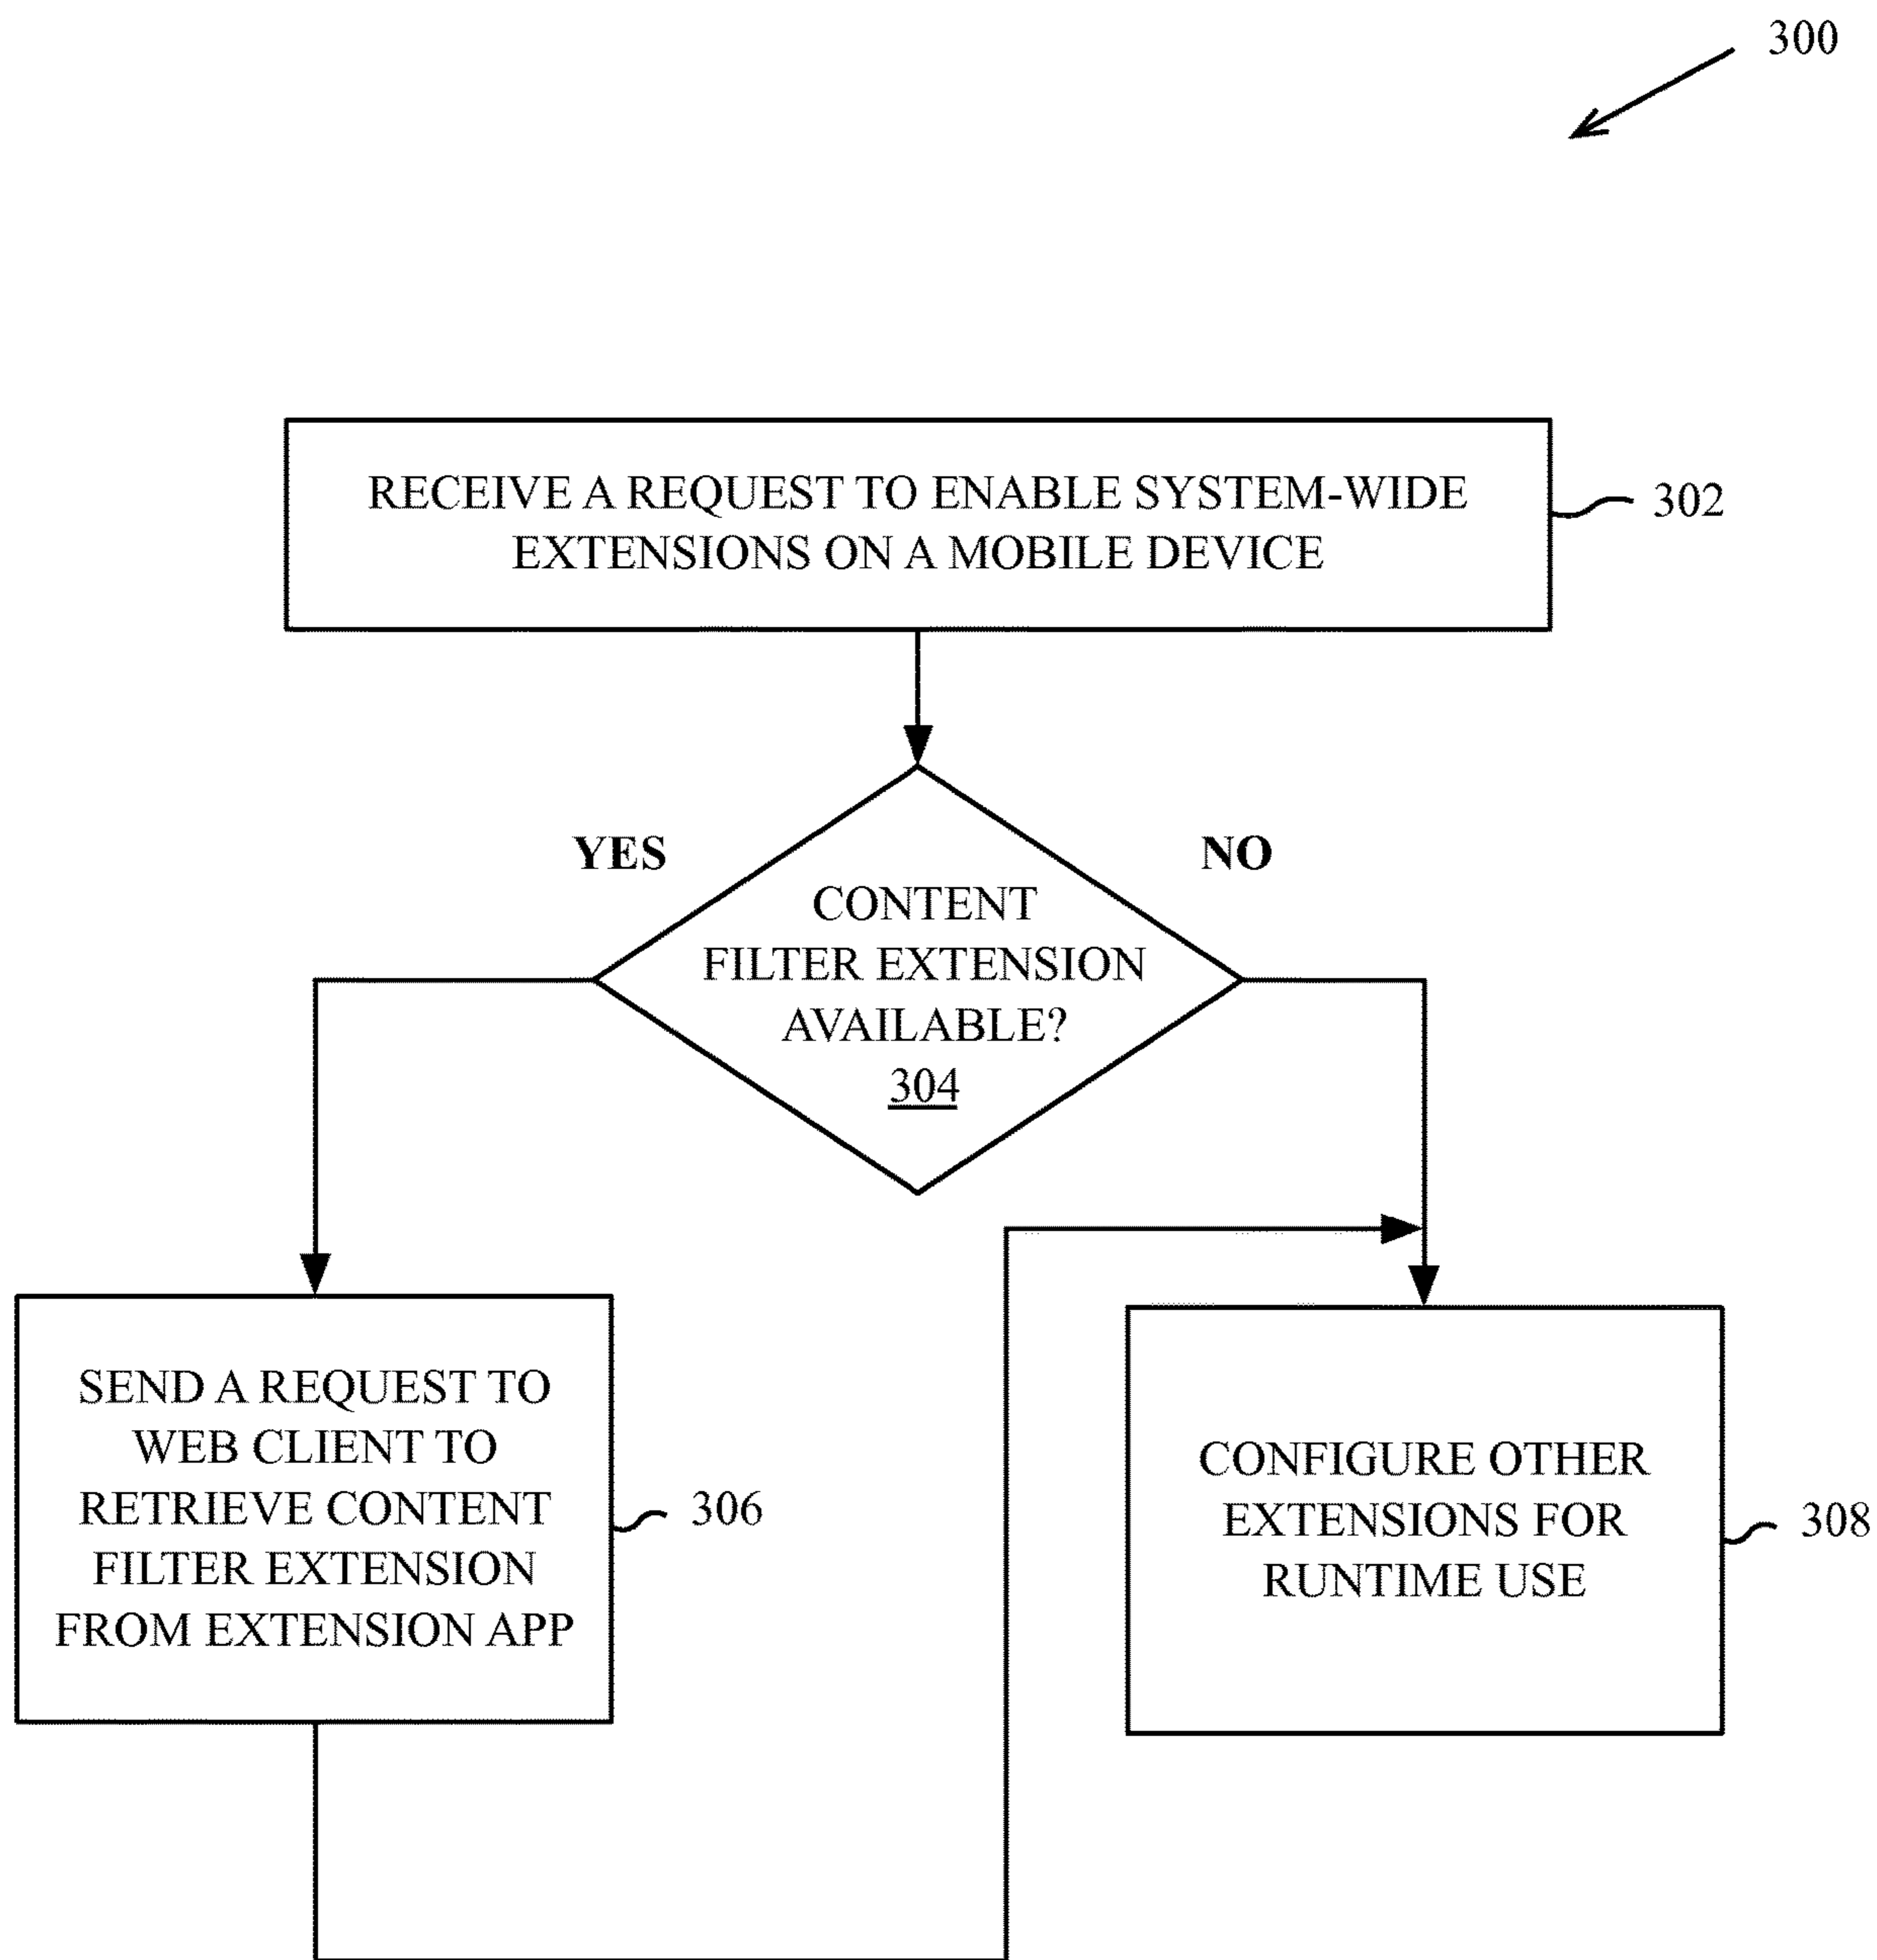 300
RECEIVE A REQUEST TO ENABLE SYSTEM-WIDE
EXTENSIONS ON A MOBILE DEVICE
302
YES
NO
CONTENT
FILTER EXTENSION
AVAILABLE?
304
SEND A REQUEST TO
WEB CLIENT TO
RETRIEVE CONTENT
FILTER EXTENSION
FROM EXTENSION APP
306
CONFIGURE OTHER
EXTENSIONS FOR
RUNTIME USE
308